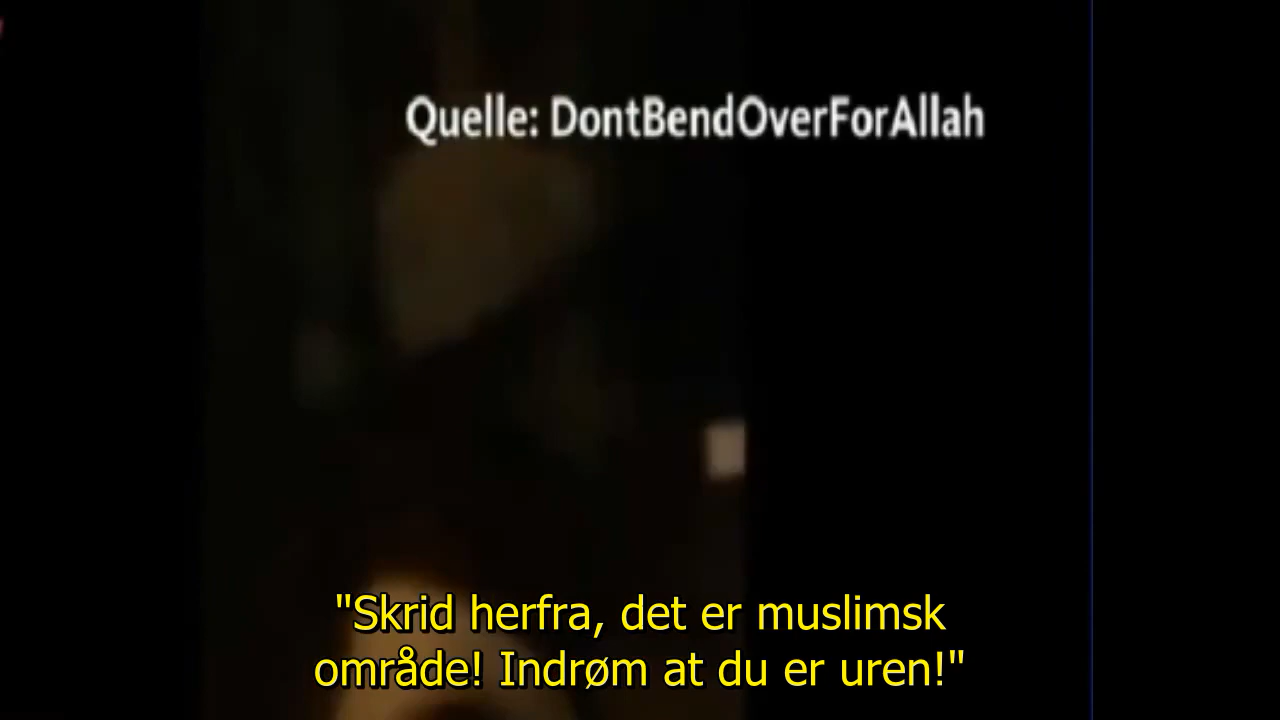 Quelle: DontBendOverForAllah
"Skrid herfra, det er muslimsk
område! Indrøm at du er uren!"